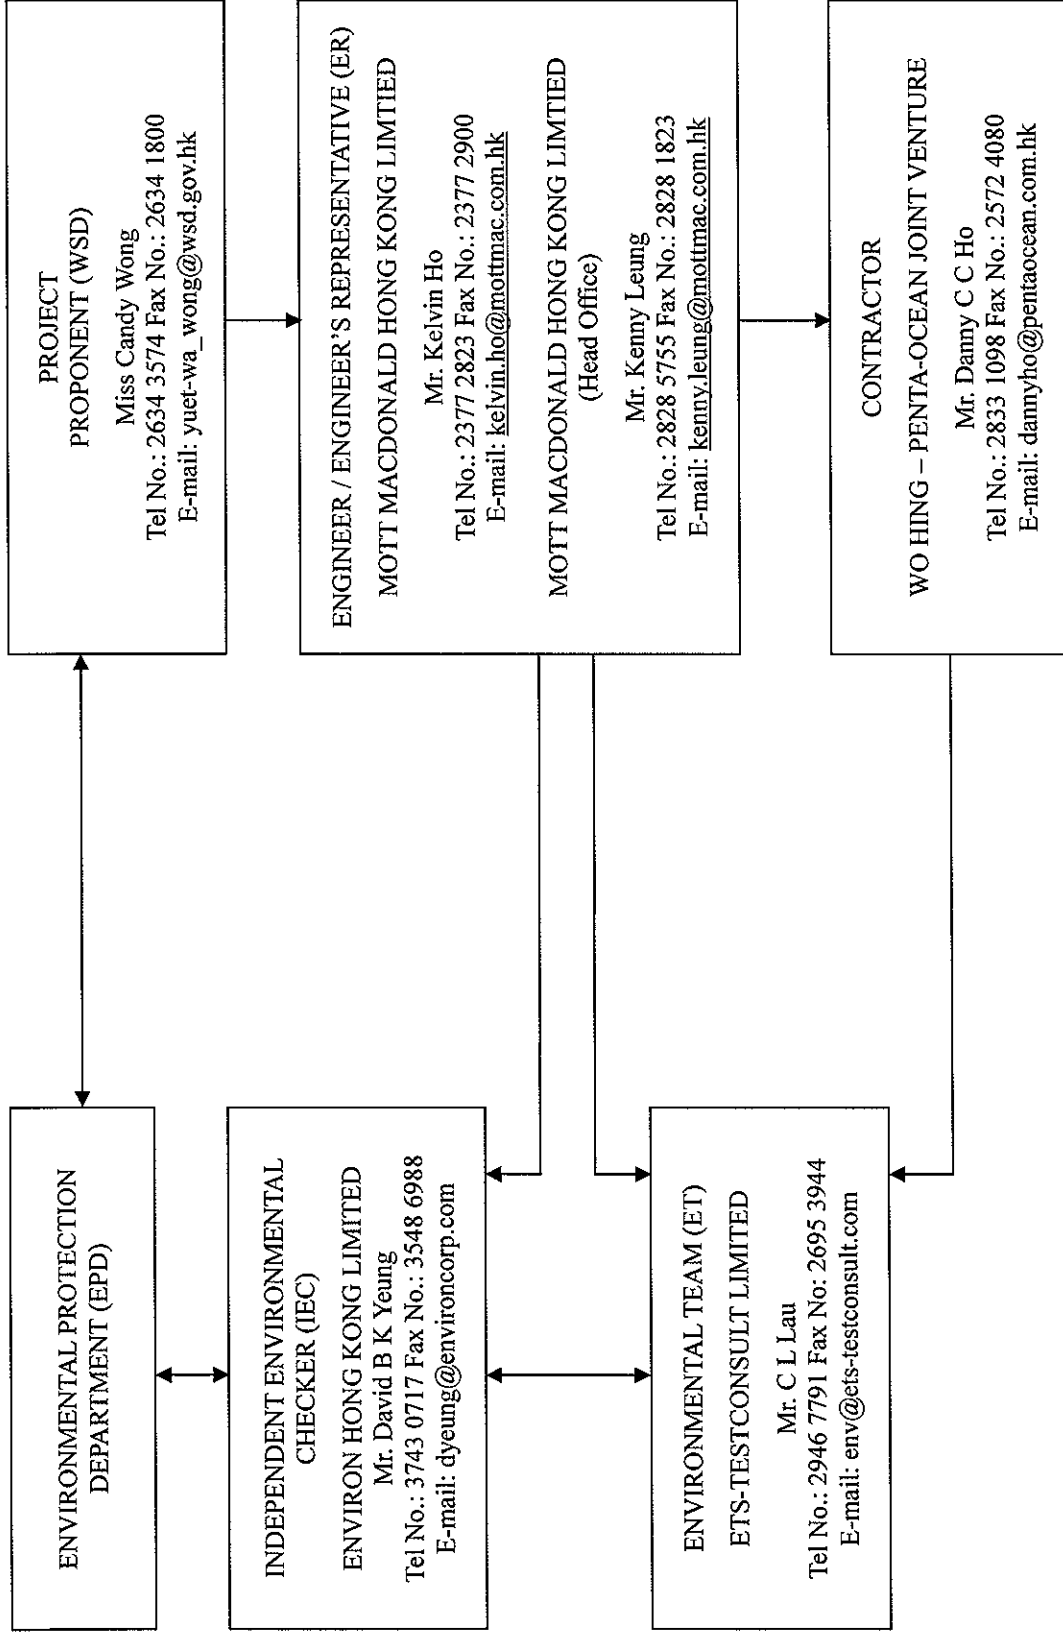 ENVIRONMENTAL PROTECTION
DEPARTMENT (EPD)
PROJECT
PROPONENT (WSD)
Miss Candy Wong
Tel No.: 2634 3574 Fax No.: 2634 1800
E-mail: yuet-wa_wong@wsd.gov.hk
INDEPENDENT ENVIRONMENTAL
CHECKER (IEC)
ENVIRON HONG KONG LIMITED
Mr. David B K Yeung
Tel No.: 3743 0717 Fax No.: 3548 6988
E-mail: dyeung@environcorp.com
ENGINEER / ENGINEER'S REPRESENTATIVE (ER)
MOTT MACDONALD HONG KONG LIMTIED
Mr. Kelvin Ho
Tel No.: 2377 2823 Fax No.: 2377 2900
E-mail: kelvin.ho@mottmac.com.hk
MOTT MACDONALD HONG KONG LIMTIED
(Head Office)
Mr. Kenny Leung
Tel No.: 2828 5755 Fax No.: 2828 1823
E-mail: kenny.leung@mottmac.com.hk
ENVIRONMENTAL TEAM (ET)
ETS-TESTCONSULT LIMITED
Mr. C L Lau
Tel No.: 2946 7791 Fax No: 2695 3944
E-mail: env@ets-testconsult.com
CONTRACTOR
WO HING – PENTA-OCEAN JOINT VENTURE
Mr. Danny C C Ho
Tel No.: 2833 1098 Fax No.: 2572 4080
E-mail: dannyho@pentaocean.com.hk